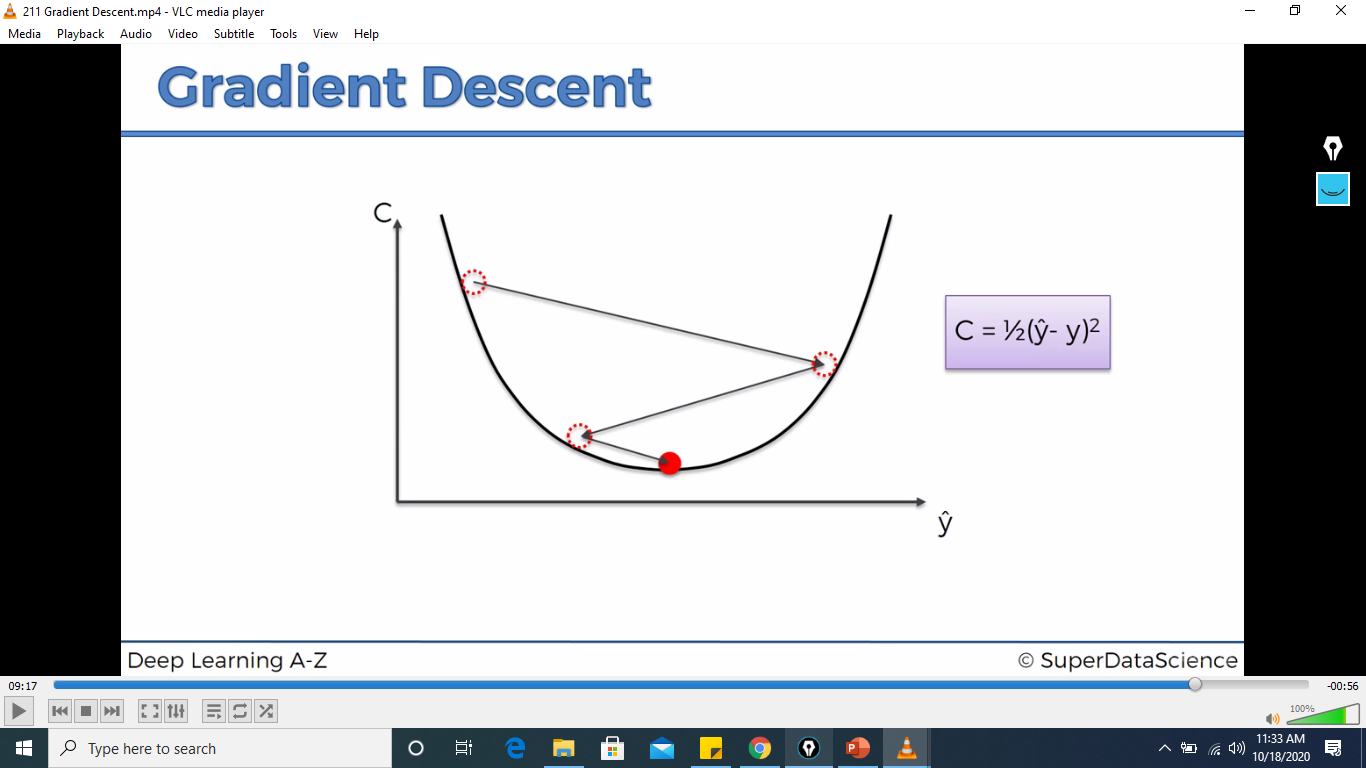 211 Gradient Descent.mp4 - VLC media player
Media Playback Audio Video Subtitle Tools View Help
Gradient Descent
C
C = ½(ŷ- y)²
ŷ
Deep Learning A-Z
© SuperDataScience
09:17
-00:56
100%
Type here to search
11:33 AM
10/18/2020